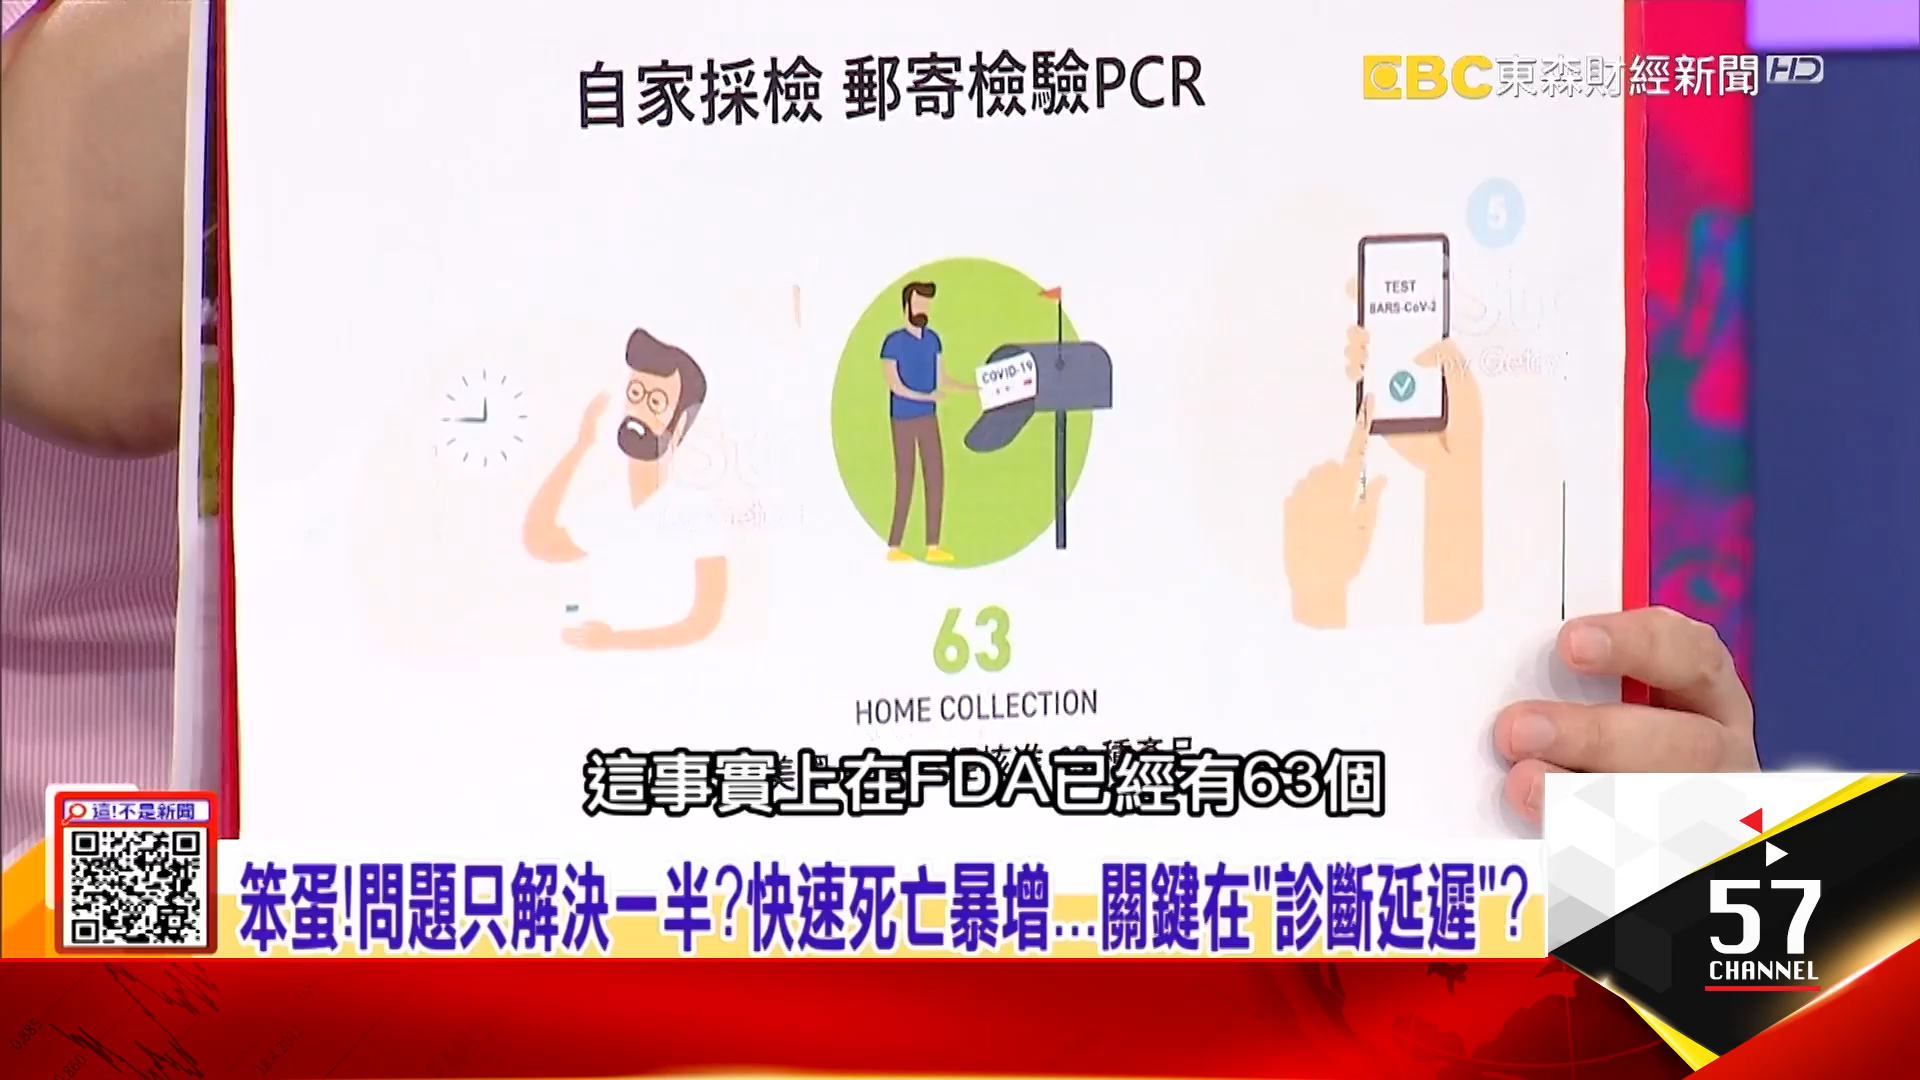 自家採檢 郵寄檢驗PCR
EBC東森財經新聞HD
5
TEST
SARS-CoV-2
COVID-19
63
HOME COLLECTION
這事實上在FDA已經有63個
這!不是新聞
笨蛋!問題只解決一半?快速死亡暴增...關鍵在"診斷延遲"?
57
CHANNEL